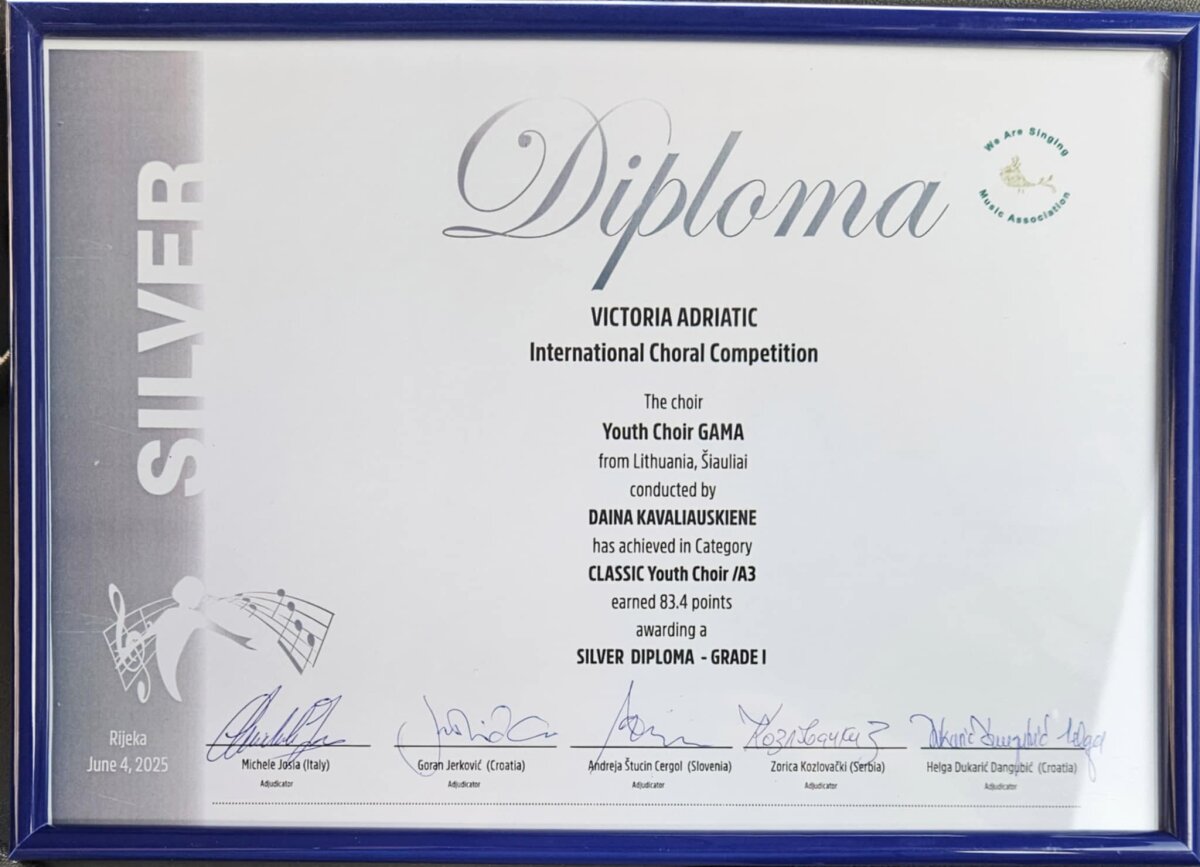 SILVER
Diploma
We Are Singing
Music Association
VICTORIA ADRIATIC
International Choral Competition
The choir
Youth Choir GAMA
from Lithuania, Šiauliai
conducted by
DAINA KAVALIAUSKIENE
has achieved in Category
CLASSIC Youth Choir /A3
earned 83.4 points
awarding a
SILVER DIPLOMA - GRADE I
Rijeka
June 4, 2025
Michele Josia (Italy)
Adjudicator
Goran Jerković (Croatia)
Adjudicator
Andreja Štucin Cergol (Slovenia)
Adjudicator
Zorica Kozlovački (Serbia)
Adjudicator
Helga Dukarić Dangubić (Croatia)
Adjudicator